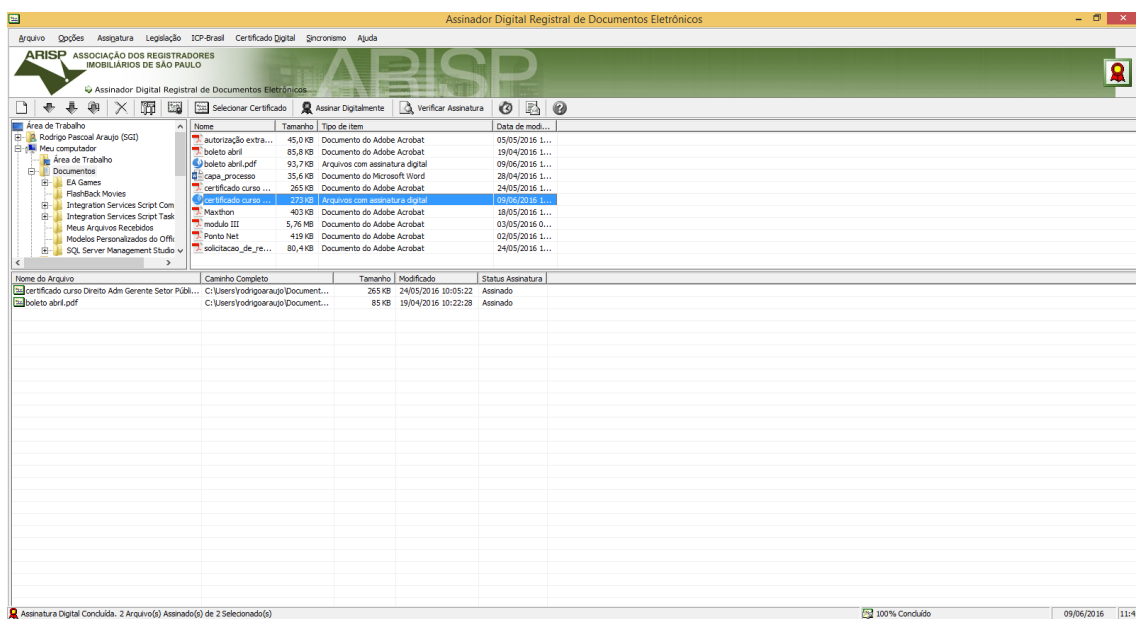 Assinador Digital Registral de Documentos Eletrônicos
Arquivo Opções Assinatura Legislação ICP-Brasil Certificado Digital Sincronismo Ajuda
ARISP ASSOCIAÇÃO DOS REGISTRADORES
IMOBILIÁRIOS DE SÃO PAULO
ARISP
Assinador Digital Registral de Documentos Eletrônicos
Selecionar Certificado Assinar Digitalmente Verificar Assinatura
Área de Trabalho
Rodrigo Pascoal Araujo (SGI)
Meu computador
Área de Trabalho
Documentos
EA Games
FlashBack Movies
Integration Services Script Com
Integration Services Script Task
Meus Arquivos Recebidos
Modelos Personalizados do Offic
SQL Server Management Studio
Nome Tamanho Tipo de item Data de modi...
autorização extra... 45,0 KB Documento do Adobe Acrobat 05/05/2016 1...
boleto abril 85,8 KB Documento do Adobe Acrobat 19/04/2016 1...
boleto abril.pdf 93,7 KB Arquivos com assinatura digital 09/06/2016 1...
capa_processo 35,6 KB Documento do Microsoft Word 28/04/2016 1...
certificado curso ... 265 KB Documento do Adobe Acrobat 24/05/2016 1...
certificado curso ... 273 KB Arquivos com assinatura digital 09/06/2016 1...
Maxthon 403 KB Documento do Adobe Acrobat 18/05/2016 1...
modulo III 5,76 MB Documento do Adobe Acrobat 03/05/2016 0...
Ponto Net 419 KB Documento do Adobe Acrobat 02/05/2016 1...
solicitacao_de_re... 80,4 KB Documento do Adobe Acrobat 24/05/2016 1...
Nome do Arquivo Caminho Completo Tamanho Modificado Status Assinatura
certificado curso Direito Adm Gerente Setor Públi... C:\Users\rodrigoaraujo\Document... 265 KB 24/05/2016 10:05:22 Assinado
boleto abril.pdf C:\Users\rodrigoaraujo\Document... 85 KB 19/04/2016 10:22:28 Assinado
Assinatura Digital Concluída. 2 Arquivo(s) Assinado(s) de 2 Selecionado(s) 100% Concluído 09/06/2016 11:4